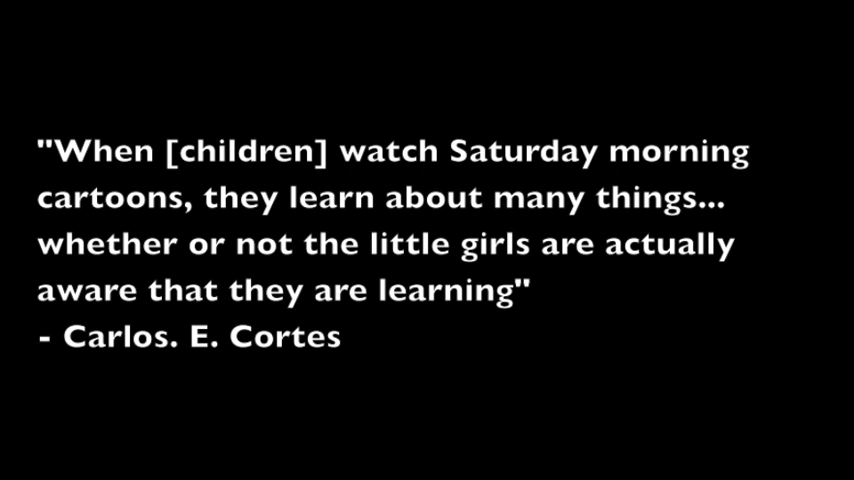 "When [children] watch Saturday morning
cartoons, they learn about many things...
whether or not the little girls are actually
aware that they are learning"
- Carlos. E. Cortes